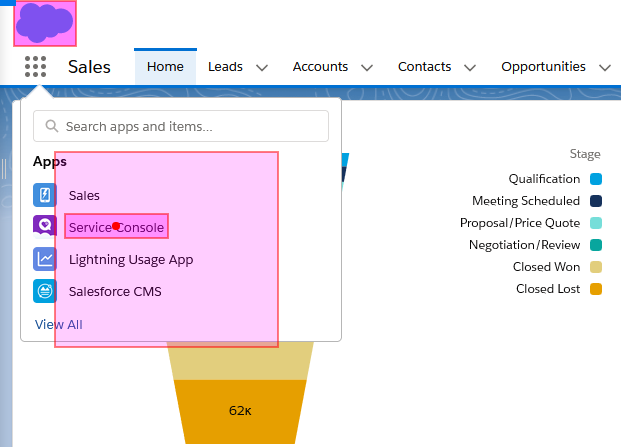 Sales Home Leads Accounts Contacts Opportunities
Search apps and items...
Apps
Sales
Service Console
Lightning Usage App
Salesforce CMS
View All
Stage
Qualification
Meeting Scheduled
Proposal/Price Quote
Negotiation/Review
Closed Won
Closed Lost
62K